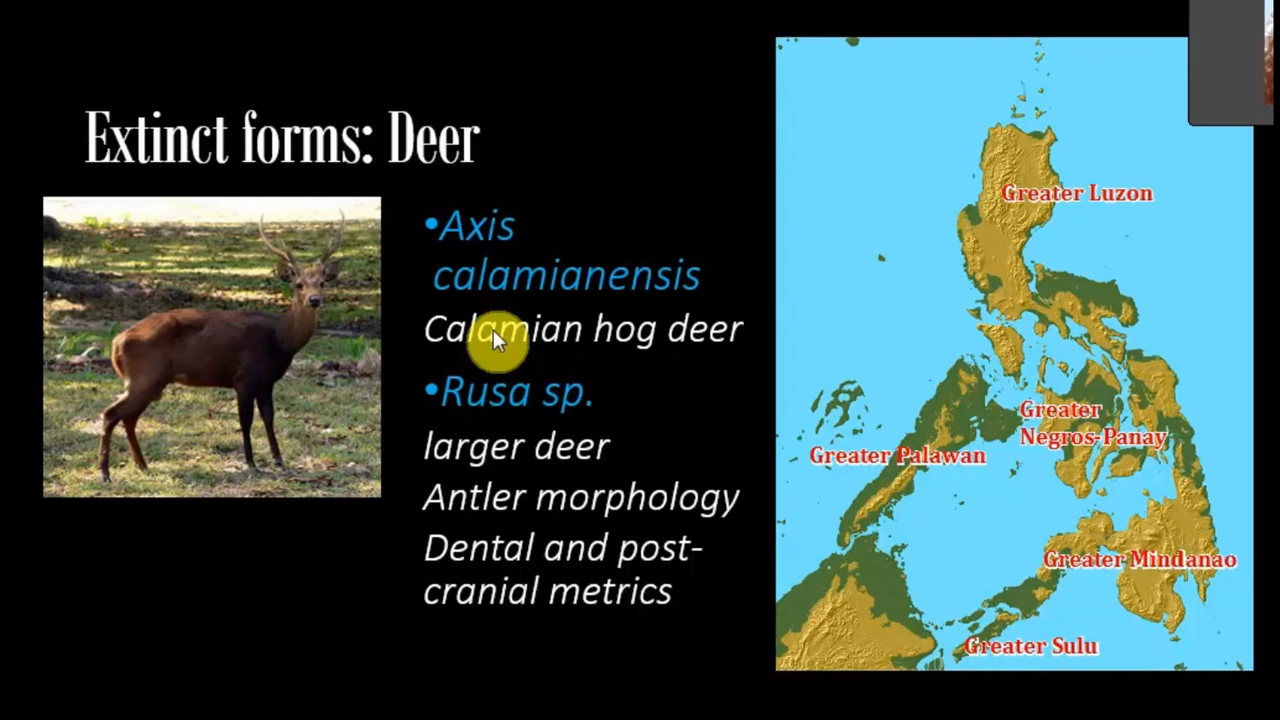 Extinct forms: Deer
•Axis
calamianensis
Calamian hog deer
•Rusa sp.
larger deer
Antler morphology
Dental and post-
cranial metrics
Greater Luzon
Greater
Negros-Panay
Greater Palawan
Greater Mindanao
Greater Sulu